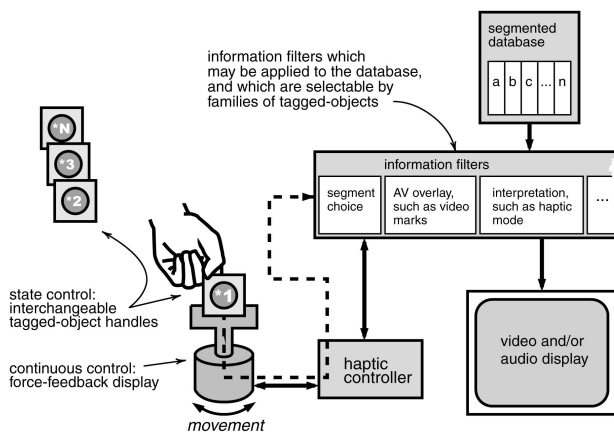 segmented
database
a b c ... n
information filters which
may be applied to the database,
and which are selectable by
families of tagged-objects
*N
*3
*2
information filters
segment
choice
AV overlay,
such as video
marks
interpretation,
such as haptic
mode
...
*1
state control:
interchangeable
tagged-object handles
continuous control:
force-feedback display
haptic
controller
video and/or
audio display
movement